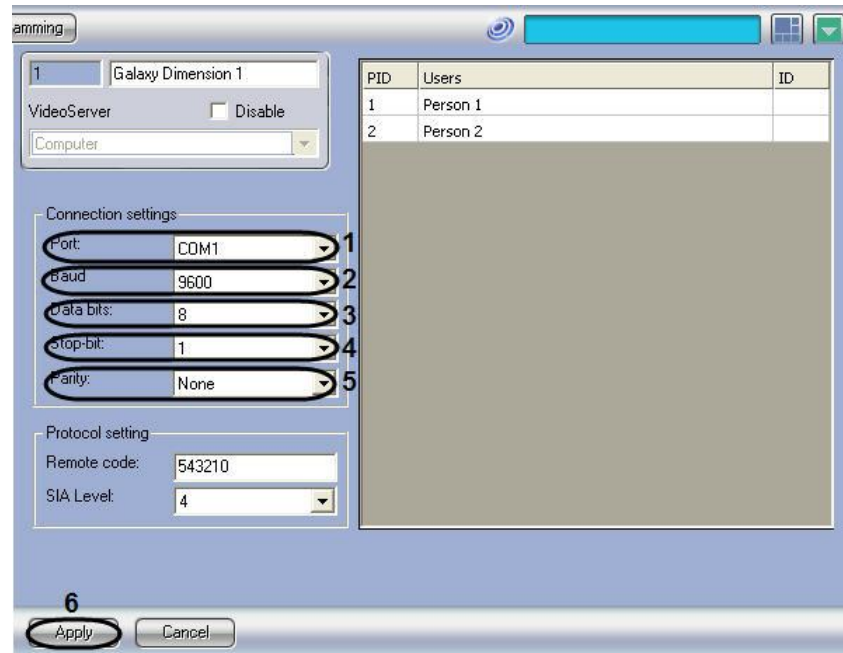 amming
1 Galaxy Dimension 1
VideoServer Disable
Computer
Connection settings
Port: COM1 1
Baud 9600 2
Data bits: 8 3
Stop-bit: 1 4
Parity: None 5
Protocol setting
Remote code: 543210
SIA Level: 4
PID Users ID
1 Person 1
2 Person 2
6
Apply Cancel